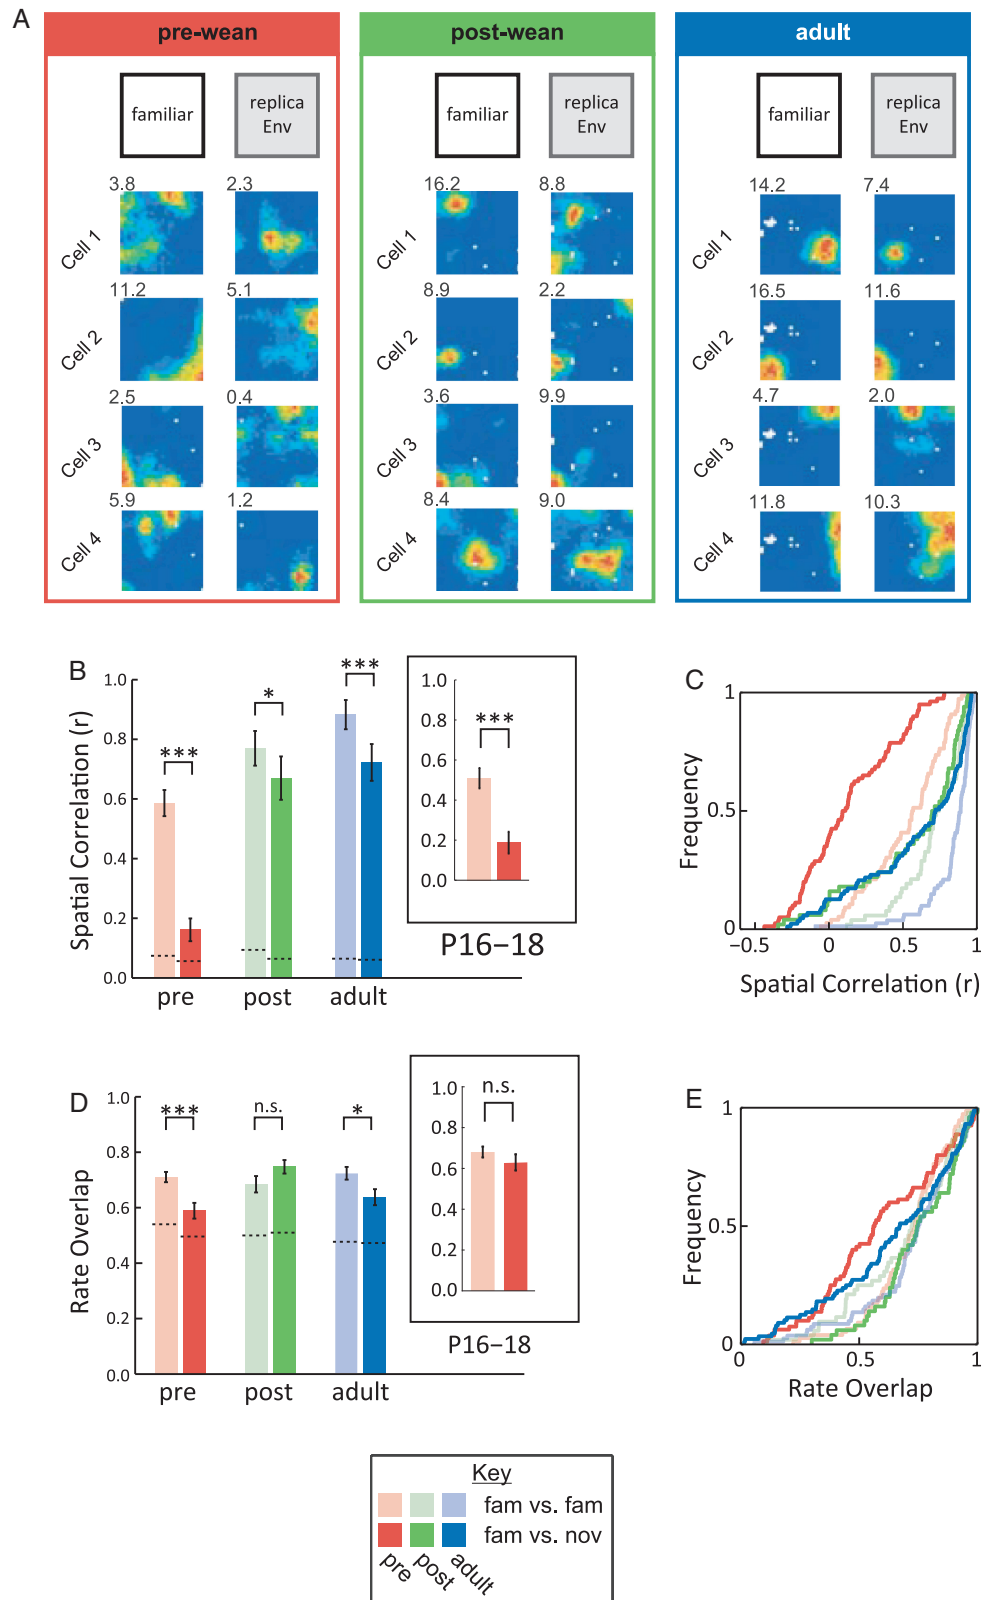 A
pre-wean
post-wean
adult
familiar
replica
Env
familiar
replica
Env
familiar
replica
Env
Cell 1
3.8
2.3
Cell 2
11.2
5.1
Cell 3
2.5
0.4
Cell 4
5.9
1.2
Cell 1
16.2
8.8
Cell 2
8.9
2.2
Cell 3
3.6
9.9
Cell 4
8.4
9.0
Cell 1
14.2
7.4
Cell 2
16.5
11.6
Cell 3
4.7
2.0
Cell 4
11.8
10.3
B
Spatial Correlation (r)
1.0
0.8
0.6
0.4
0.2
0.0
***
*
***
pre
post
adult
1.0
0.8
0.6
0.4
0.2
0.0
***
P16–18
C
Frequency
1
0.5
0
−0.5
0
0.5
1
Spatial Correlation (r)
D
Rate Overlap
1.0
0.8
0.6
0.4
0.2
0.0
***
n.s.
*
pre
post
adult
1.0
0.8
0.6
0.4
0.2
0.0
n.s.
P16–18
E
Frequency
1
0.5
0
0.5
1
Rate Overlap
Key
fam vs. fam
fam vs. nov
pre
post
adult